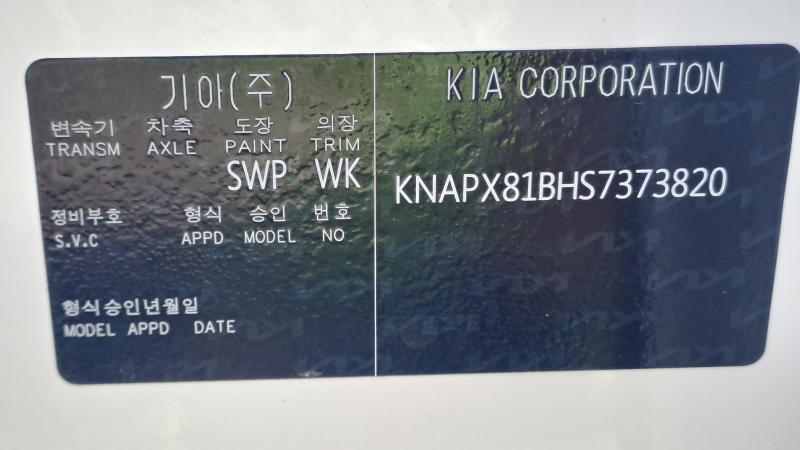 기아(주)
변속기 차축 도장 의장
TRANSM AXLE PAINT TRIM
SWP WK
정비부호 형식 승인 번호
S.V.C APPD MODEL NO
형식승인년월일
MODEL APPD DATE
KIA CORPORATION
KNAPX81BHS7373820